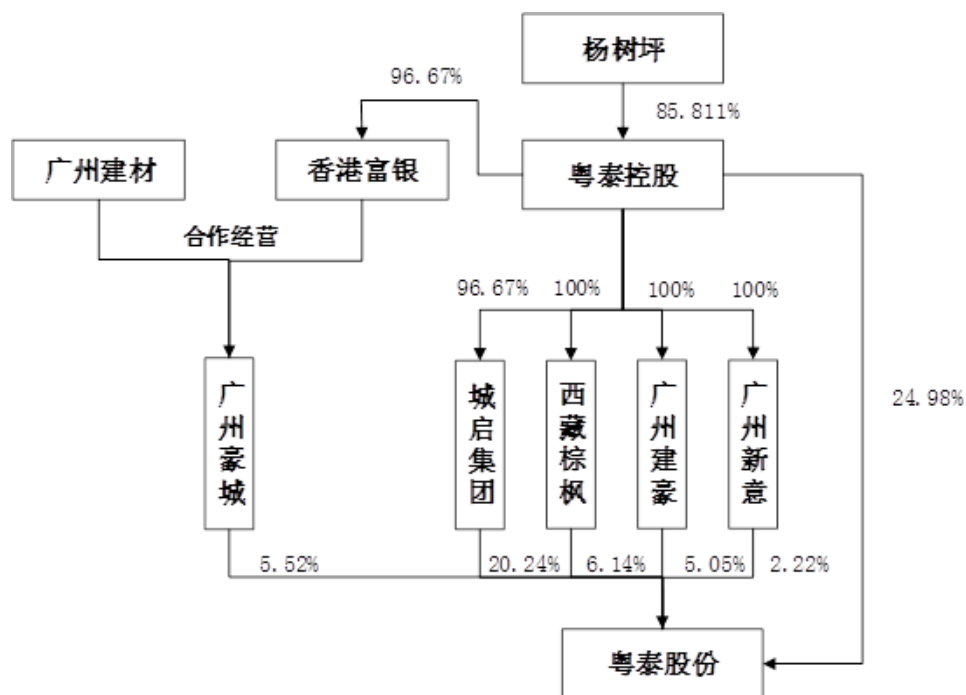 杨树坪
96.67%
85.811%
广州建材
香港富银
粤泰控股
合作经营
96.67%
100%
100%
100%
广州豪城
城启集团
西藏棕枫
广州建豪
广州新意
24.98%
5.52%
20.24%
6.14%
5.05%
2.22%
粤泰股份